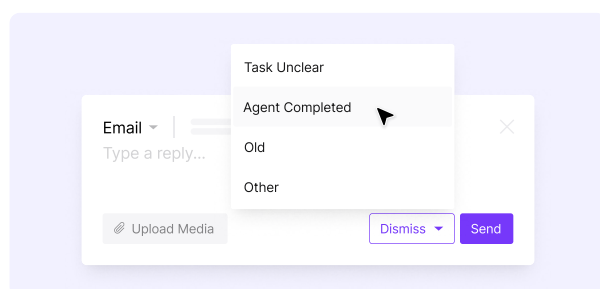 Task Unclear
Agent Completed
Old
Other
Email
Type a reply...
Upload Media
Dismiss
Send